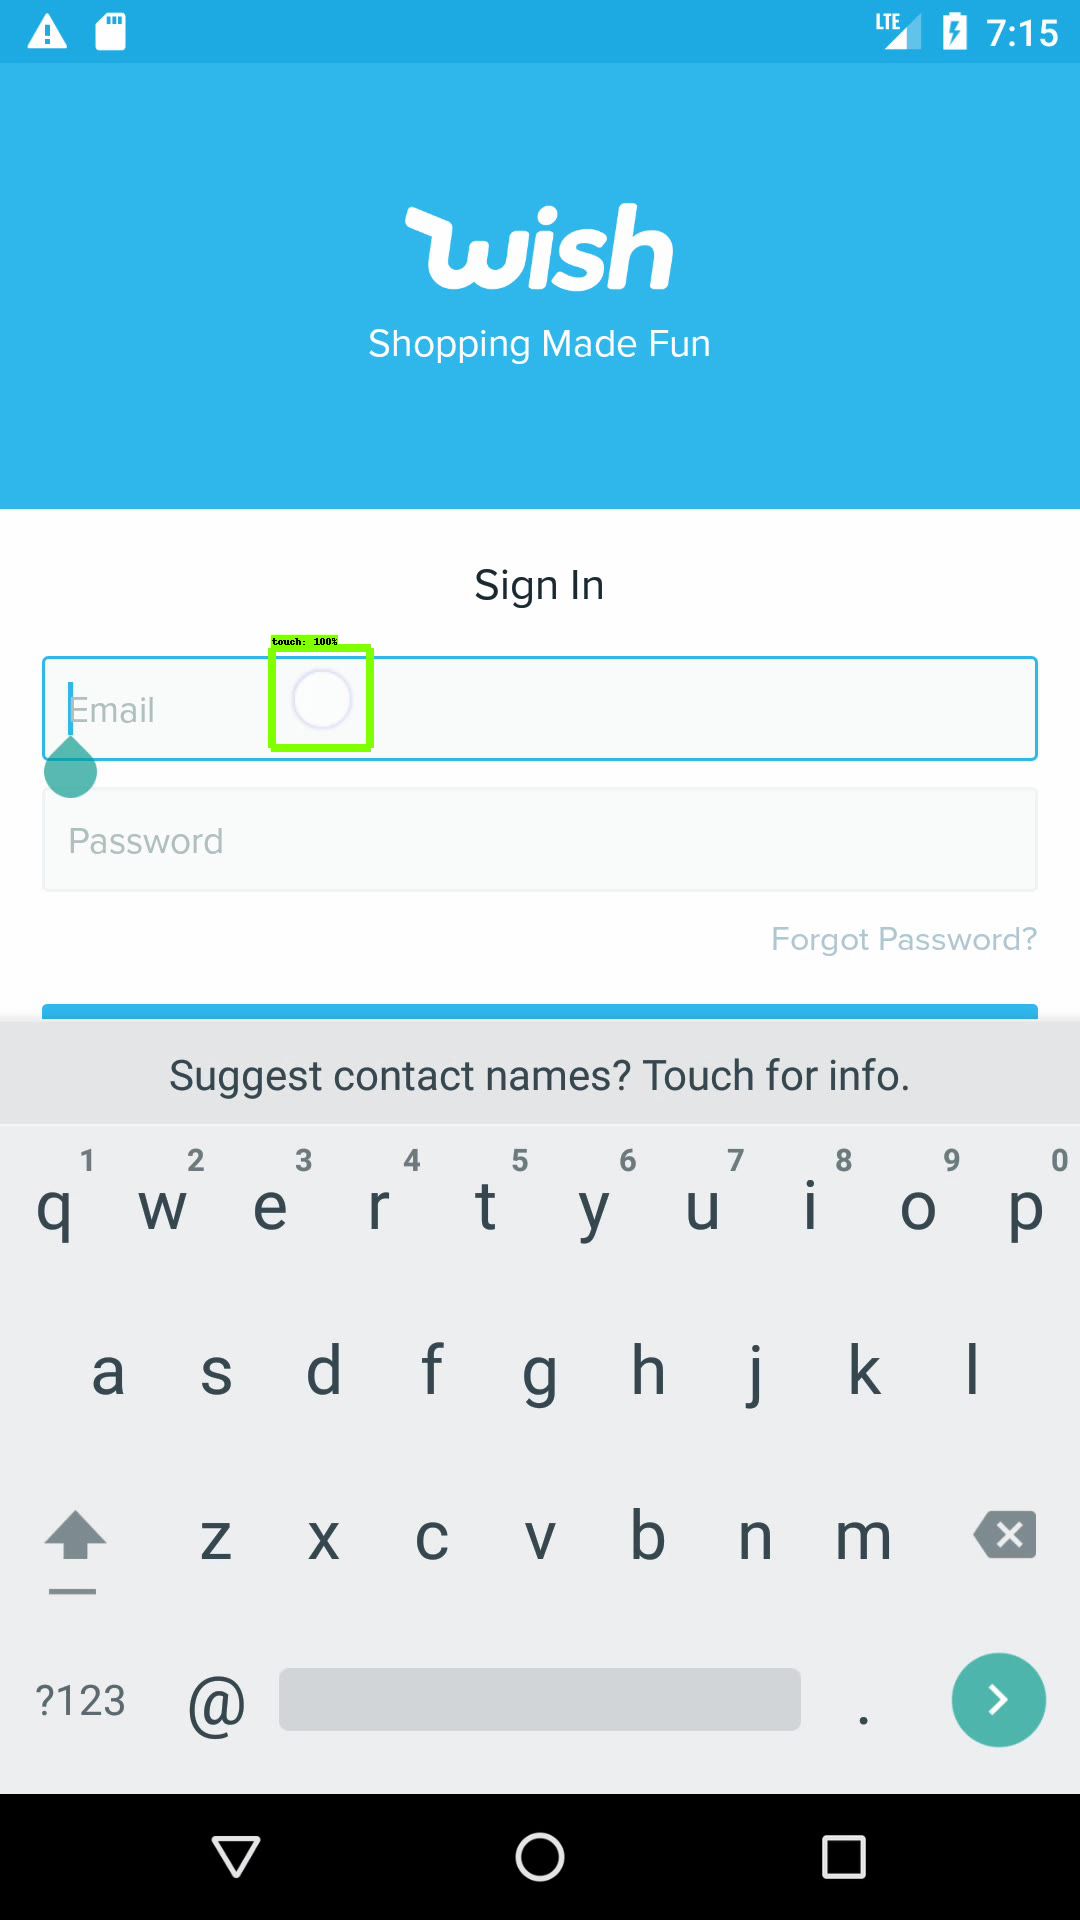 LTE 7:15
wish
Shopping Made Fun
Sign In
touch: 100%
Email
Password
Forgot Password?
Suggest contact names? Touch for info.
1 2 3 4 5 6 7 8 9 0
q w e r t y u i o p
a s d f g h j k l
z x c v b n m
?123 @ .